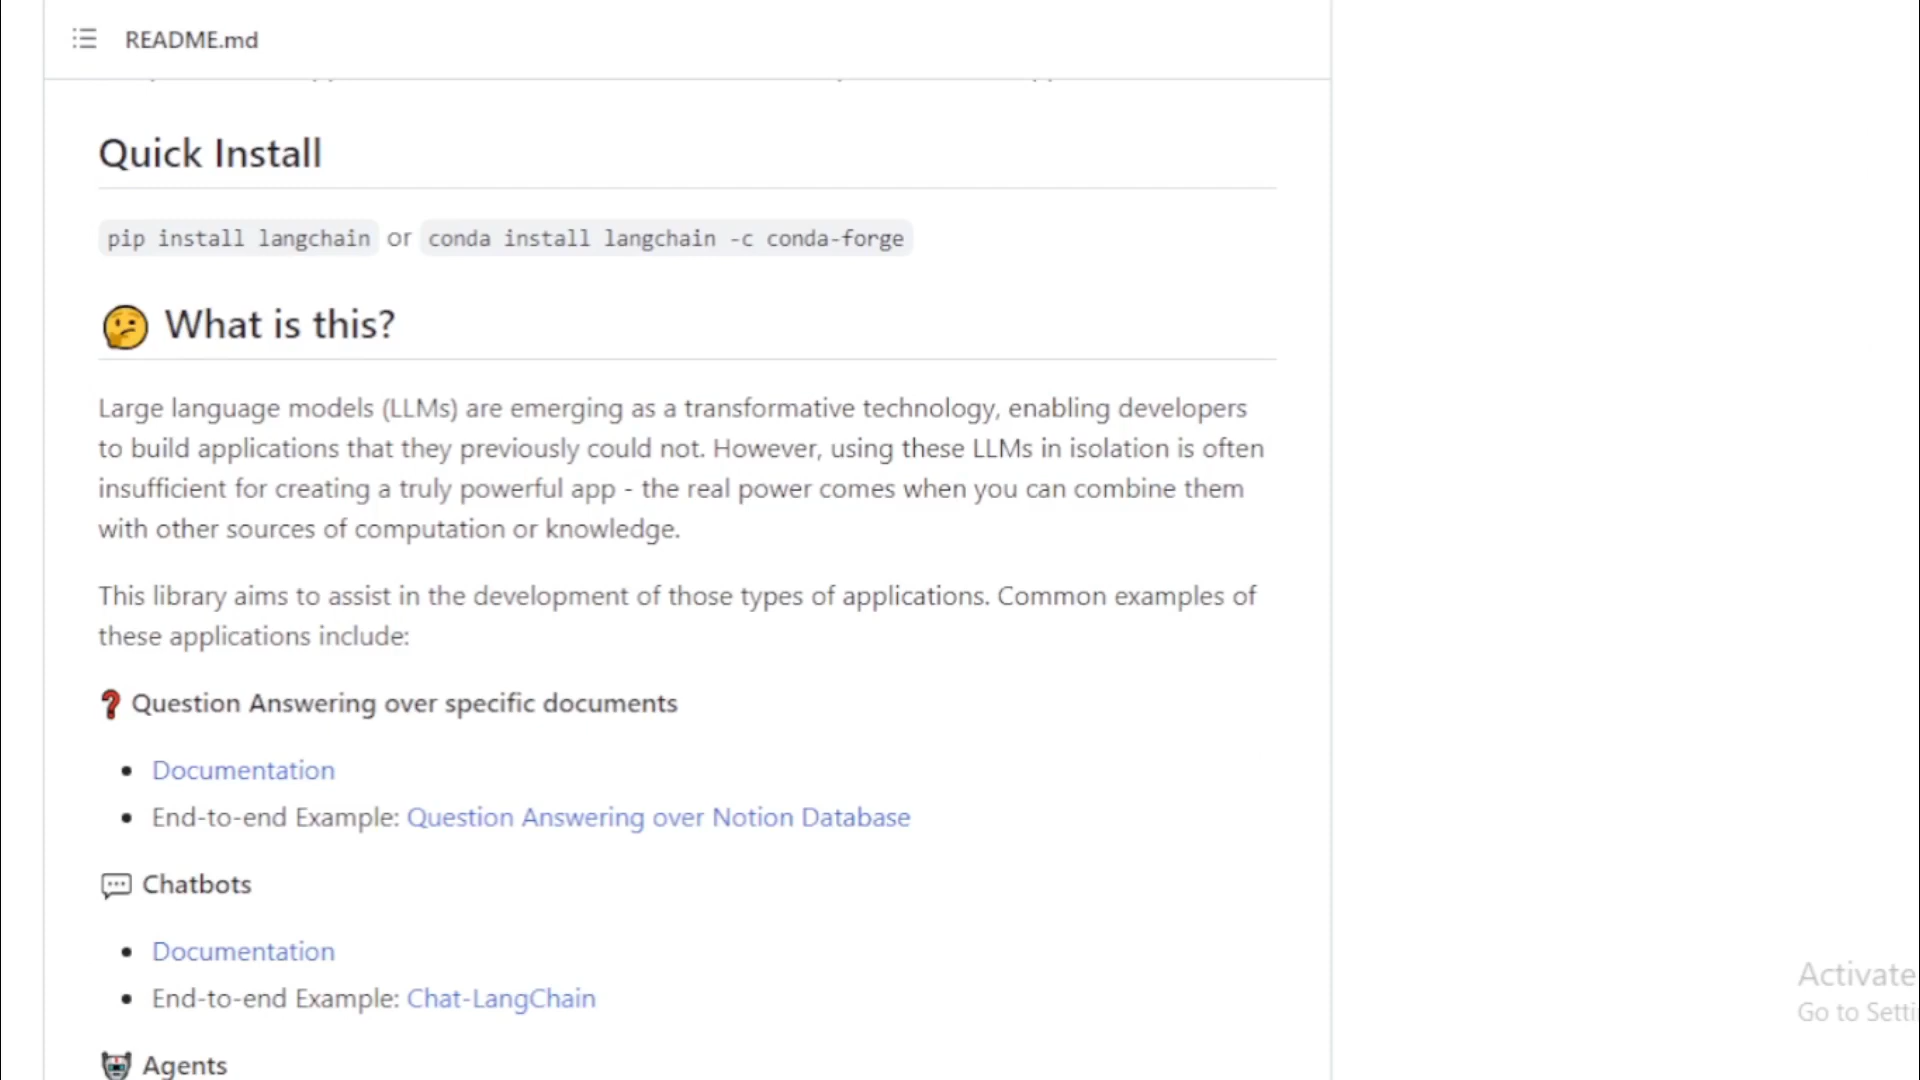 README.md
Quick Install
pip install langchain or conda install langchain -c conda-forge
🤔 What is this?
Large language models (LLMs) are emerging as a transformative technology, enabling developers
to build applications that they previously could not. However, using these LLMs in isolation is often
insufficient for creating a truly powerful app - the real power comes when you can combine them
with other sources of computation or knowledge.
This library aims to assist in the development of those types of applications. Common examples of
these applications include:
❓ Question Answering over specific documents
• Documentation
• End-to-end Example: Question Answering over Notion Database
💬 Chatbots
• Documentation
• End-to-end Example: Chat-LangChain
🤖 Agents
Activate
Go to Setti